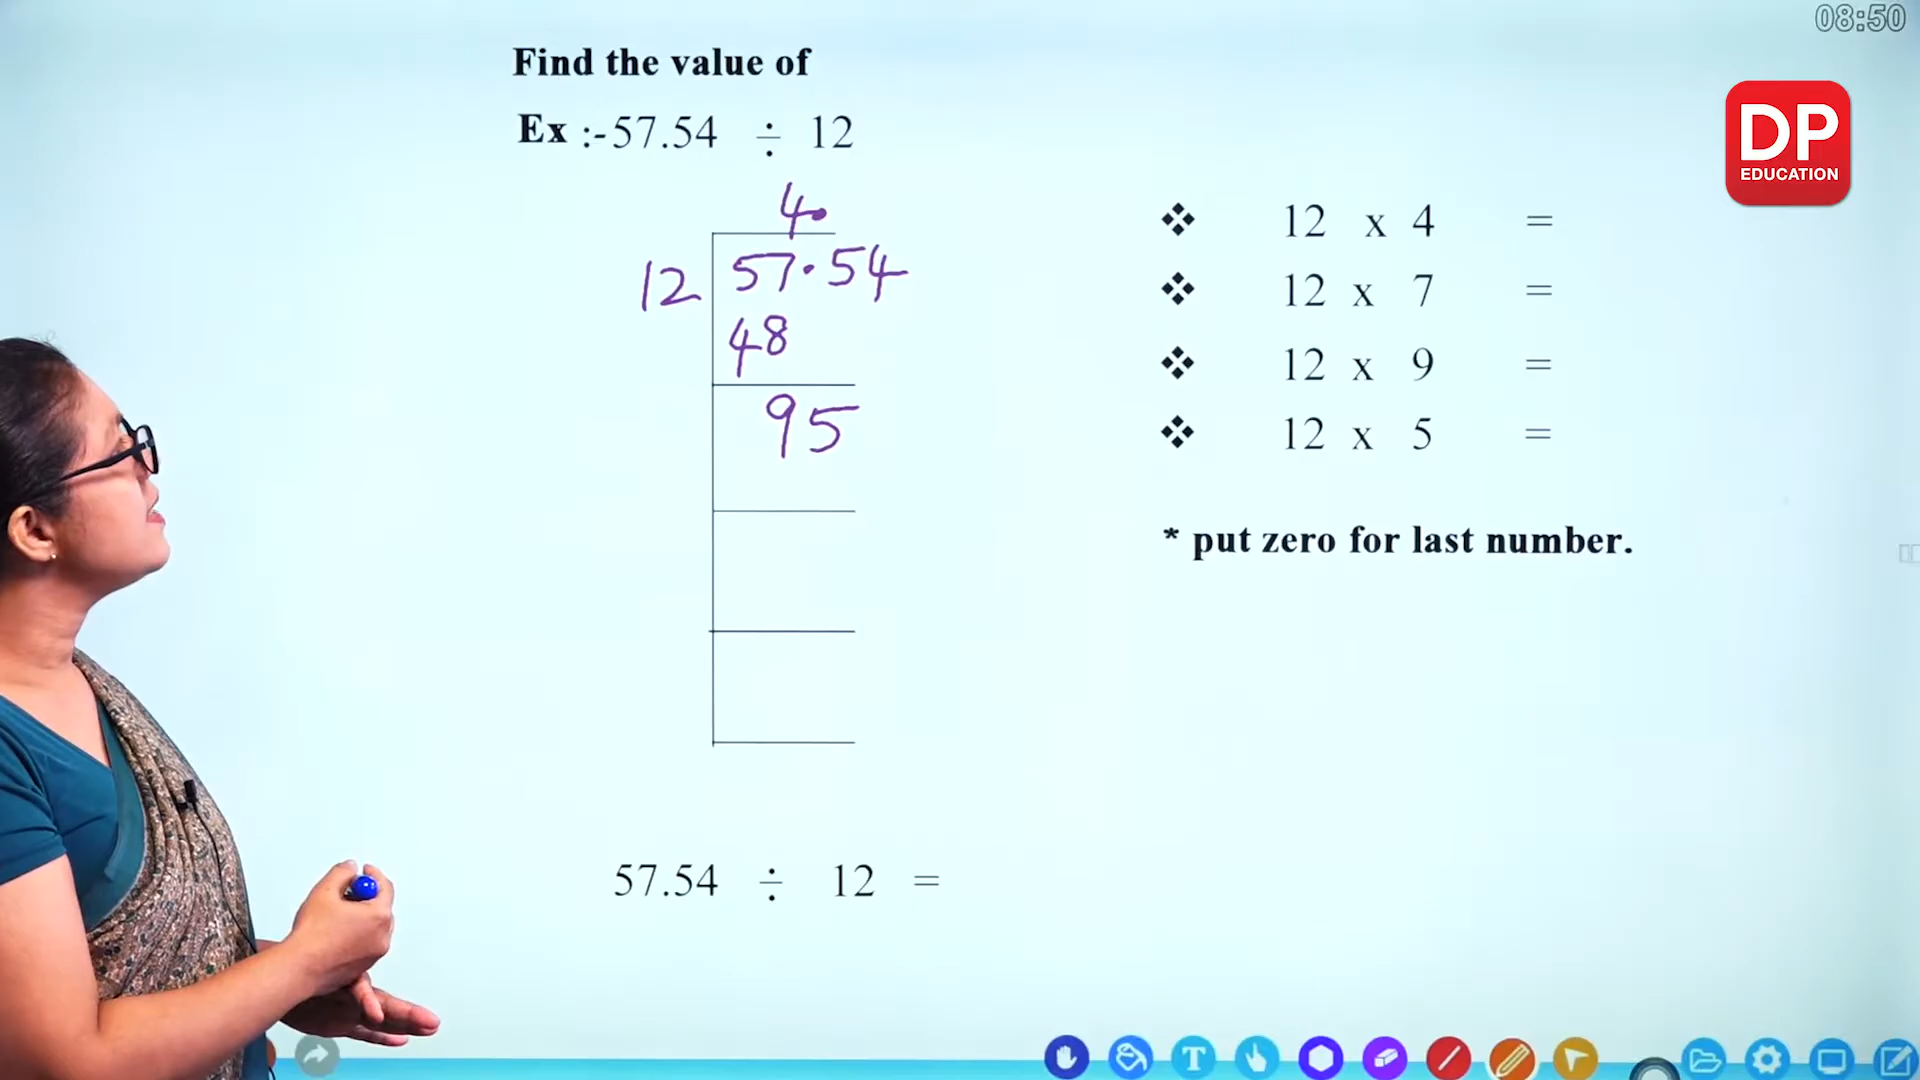 08:50
Find the value of
Ex :-57.54 ÷ 12
DP
EDUCATION
4.
12 57.54
48
95
12 x 4 =
12 x 7 =
12 x 9 =
12 x 5 =
* put zero for last number.
57.54 ÷ 12 =
T